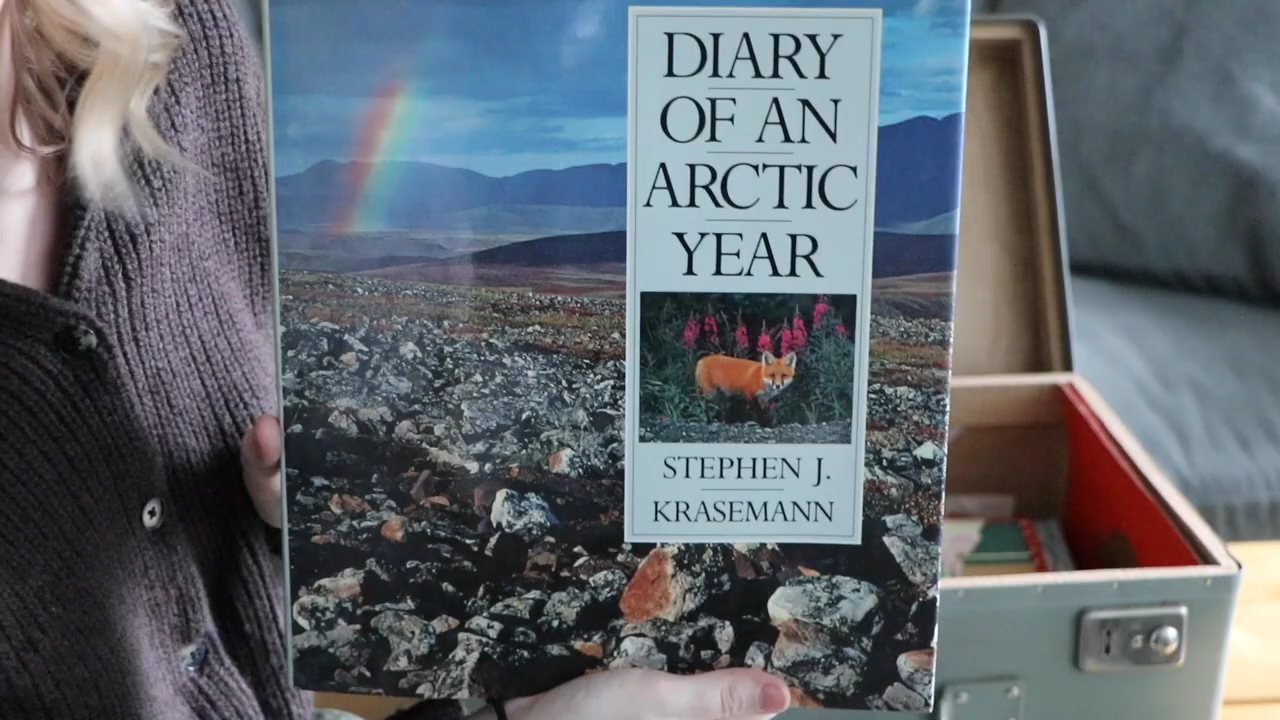 DIARY
OF AN
ARCTIC
YEAR
STEPHEN J.
KRASEMANN